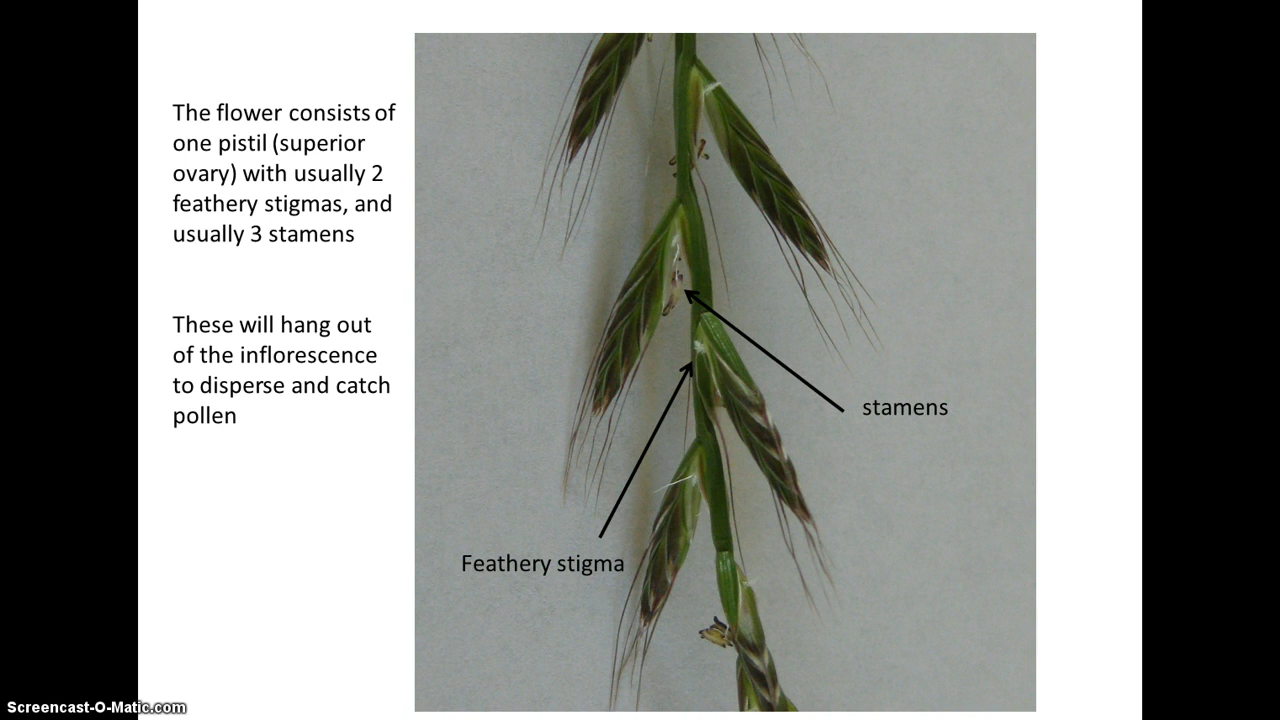 The flower consists of
one pistil (superior
ovary) with usually 2
feathery stigmas, and
usually 3 stamens
These will hang out
of the inflorescence
to disperse and catch
pollen
stamens
Feathery stigma
Screencast-O-Matic.com